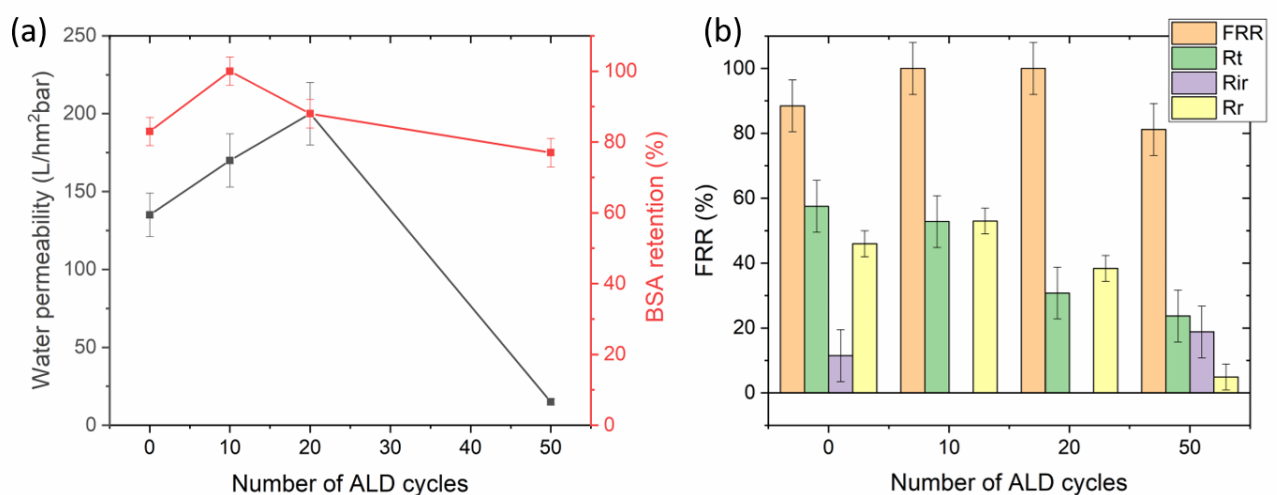 (a)
250
200
150
100
50
0
Water permeability (L/hm²bar)
0 10 20 30 40 50
Number of ALD cycles
100
80
60
40
20
0
BSA retention (%)
(b)
FRR
Rt
Rir
Rr
100
80
60
40
20
0
FRR (%)
0 10 20 50
Number of ALD cycles